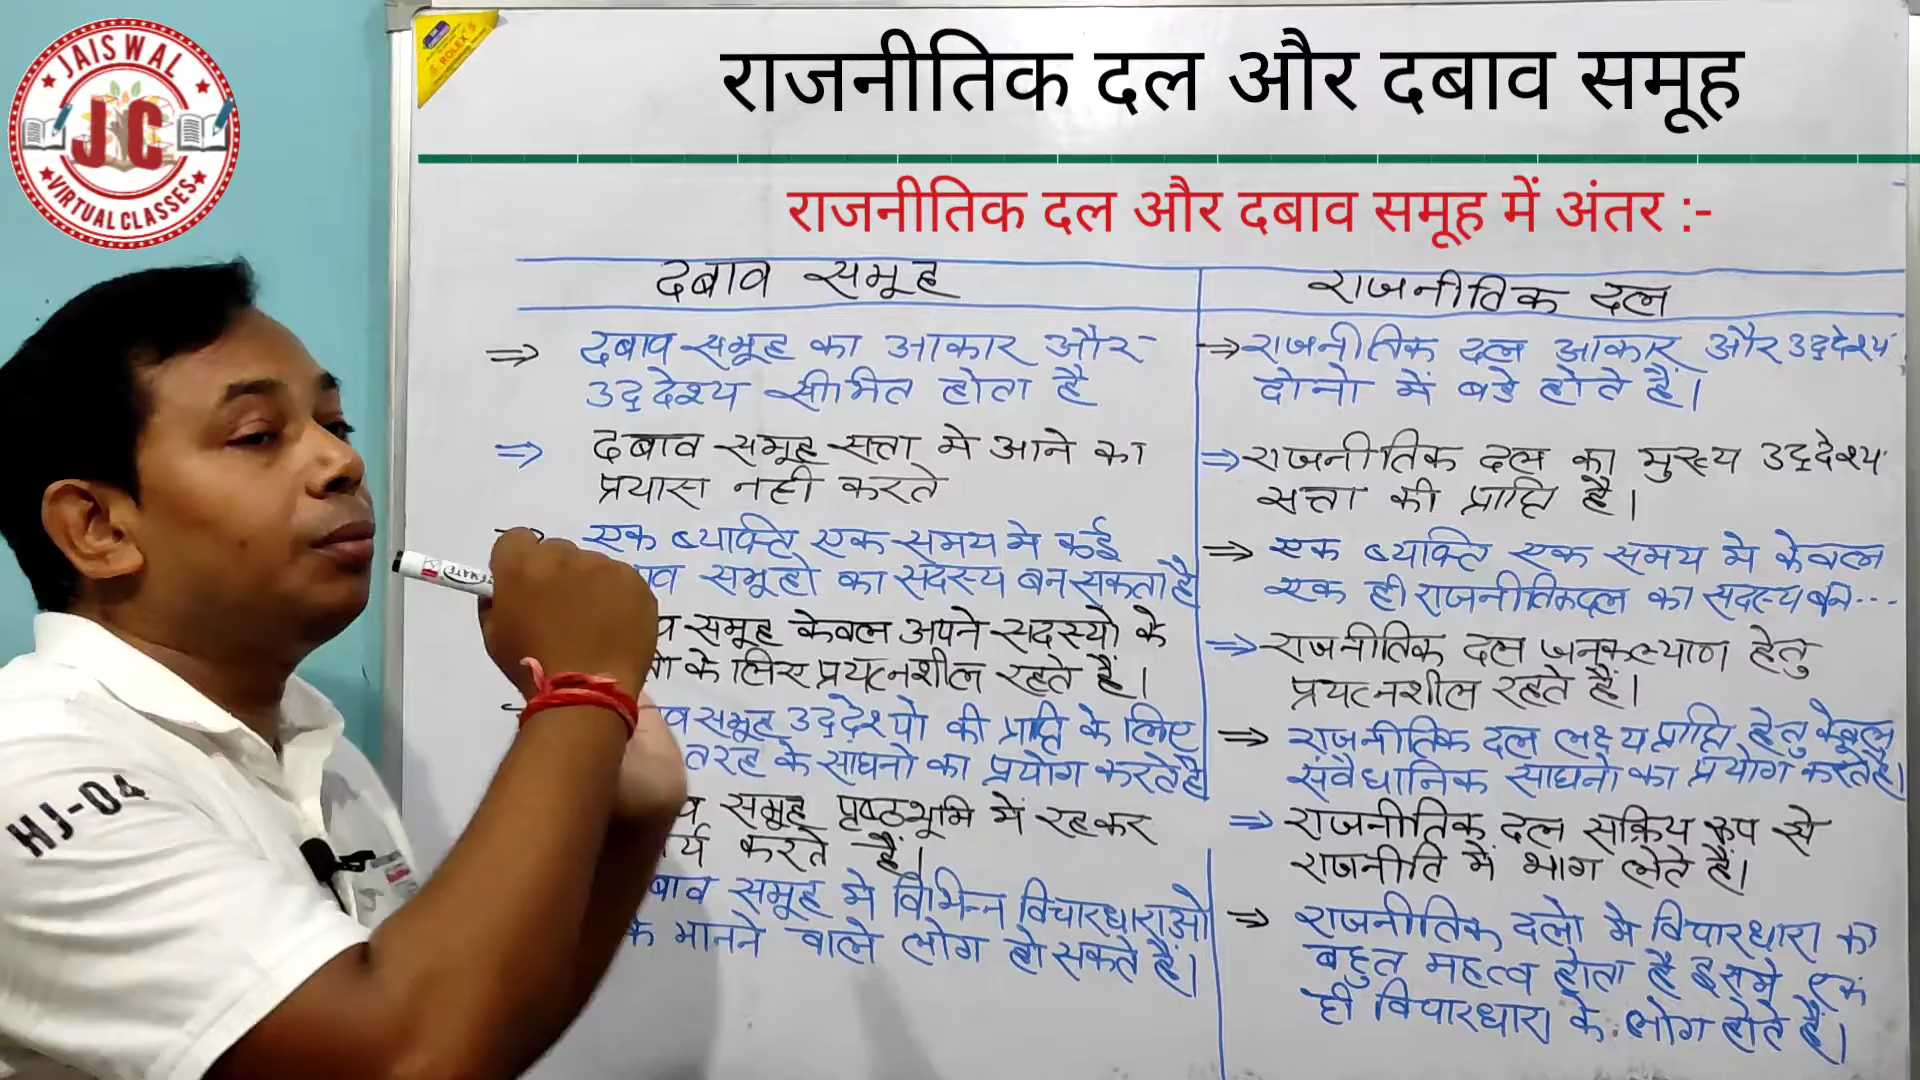 JAISWAL
JC
VIRTUAL CLASSES
ROLEX'S
राजनीतिक दल और दबाव समूह
राजनीतिक दल और दबाव समूह में अंतर :-
दबाव समूह
⇒ दबाव समूह का आकार और
उद्देश्य सीमित होता है
⇒ दबाव समूह सत्ता मे आने का
प्रयास नही करते
एक व्याक्ति एक समय मे कई
समूहो का सदस्य बन सकता है
समूह केवल अपने सदस्यो के
के लिए प्रयत्नशील रहते हैं।
समूह उद्देश्यो की प्राप्ति के लिए
तरह के साधनो का प्रयोग करते है
समूह पृष्ठभूमि में रहकर
करते हैं।
समूह मे विभिन्न विचारधाराओ
के मानने वाले लोग हो सकते हैं।
राजनीतिक दल
⇒ राजनीतिक दल आकार और उद्देश्य
दोनो में बडे होते हैं।
⇒ राजनीतिक दल का मुख्य उद्देश्य
सत्ता की प्राप्ति है।
⇒ एक व्याक्ति एक समय मे केवल
एक ही राजनीतिकदल का सदस्य बन...
⇒ राजनीतिक दल जनकल्याण हेतु
प्रयत्नशील रहते हैं।
⇒ राजनीतिक दल लक्ष्य प्राप्ति हेतु केवल
संवैधानिक साधनो का प्रयोग करते है।
⇒ राजनीतिक दल सक्रिय रूप से
राजनीति में भाग लेते हैं।
⇒ राजनीतिक दलो मे विचारधारा का
बहुत महत्व होता है इसमे एक
ही विचारधारा के लोग होते हैं।
HJ-04